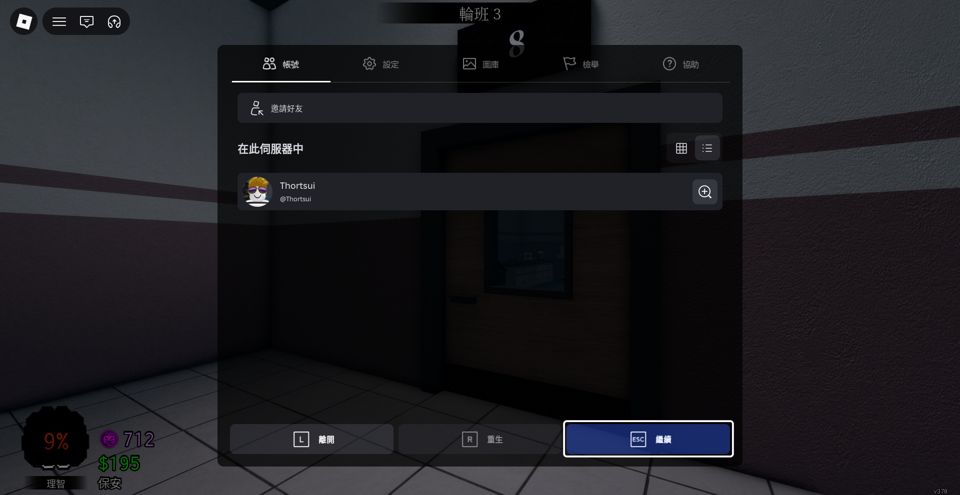 輪班 3
8
帳號
設定
圖庫
檢舉
協助
邀請好友
在此伺服器中
Thortsui
@Thortsui
L 離開
R 重生
ESC 繼續
9%
712
$195
理智
保安
v370